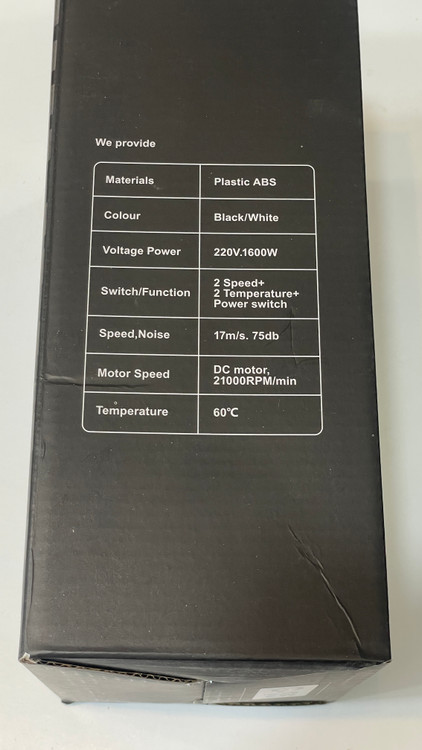 We provide
Materials Plastic ABS
Colour Black/White
Voltage Power 220V.1600W
Switch/Function 2 Speed+
2 Temperature+
Power switch
Speed,Noise 17m/s. 75db
Motor Speed DC motor,
21000RPM/min
Temperature 60℃